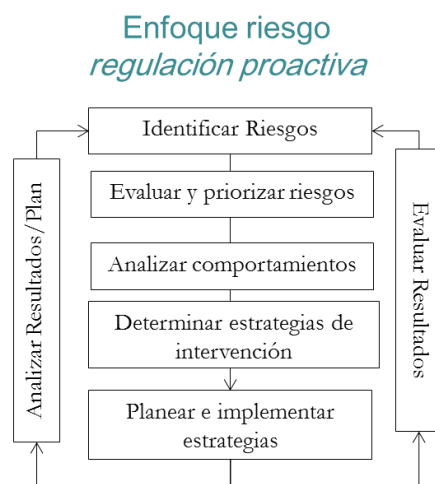 Enfoque riesgo
regulación proactiva
Identificar Riesgos
Evaluar y priorizar riesgos
Analizar comportamientos
Determinar estrategias de
intervención
Planear e implementar
estrategias
Analizar Resultados/Plan
Evaluar Resultados